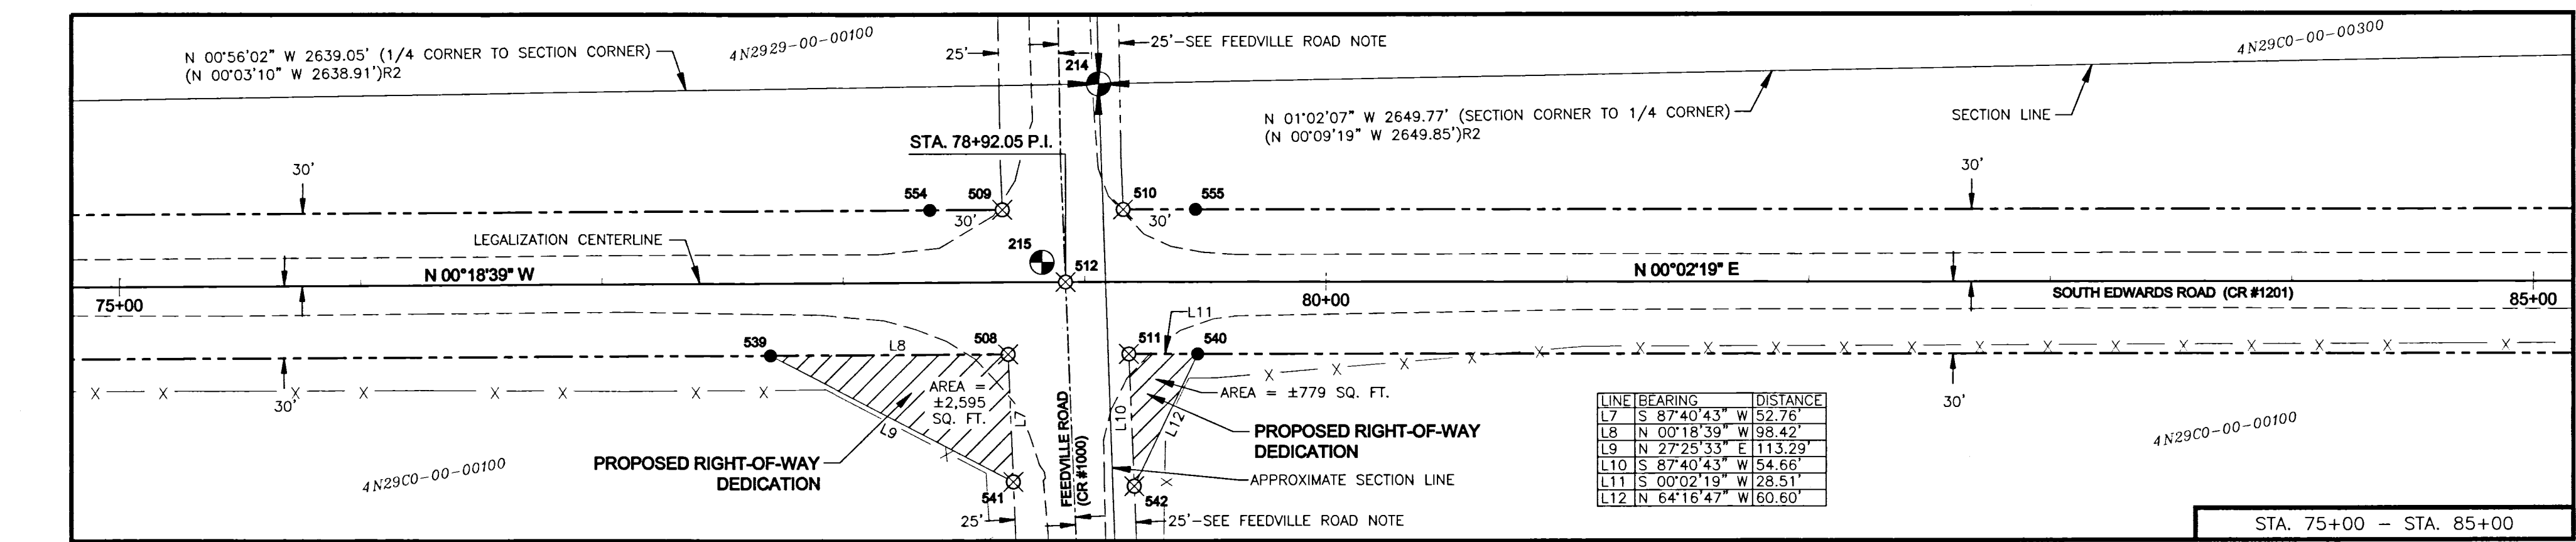 N 00°56'02" W 2639.05' (1/4 CORNER TO SECTION CORNER)
(N 00°03'10" W 2638.91')R2
4N2929-00-00100
25'
25'-SEE FEEDVILLE ROAD NOTE
214
4N29C0-00-00300
N 01°02'07" W 2649.77' (SECTION CORNER TO 1/4 CORNER)
(N 00°09'19" W 2649.85')R2
SECTION LINE
STA. 78+92.05 P.I.
30'
30'
554
509
510
555
30'
30'
LEGALIZATION CENTERLINE
215
512
N 00°18'39" W
N 00°02'19" E
75+00
80+00
SOUTH EDWARDS ROAD (CR #1201)
85+00
L11
539
L8
508
511
540
AREA =
±2,595
SQ. FT.
L7
L9
L10
L12
AREA = ±779 SQ. FT.
30'
30'
FEEDVILLE ROAD
(CR #1000)
PROPOSED RIGHT-OF-WAY
DEDICATION
PROPOSED RIGHT-OF-WAY
DEDICATION
APPROXIMATE SECTION LINE
4N29C0-00-00100
4N29C0-00-00100
541
542
25'
25'-SEE FEEDVILLE ROAD NOTE
LINE BEARING DISTANCE
L7 S 87°40'43" W 52.76'
L8 N 00°18'39" W 98.42'
L9 N 27°25'33" E 113.29'
L10 S 87°40'43" W 54.66'
L11 S 00°02'19" W 28.51'
L12 N 64°16'47" W 60.60'
STA. 75+00 – STA. 85+00